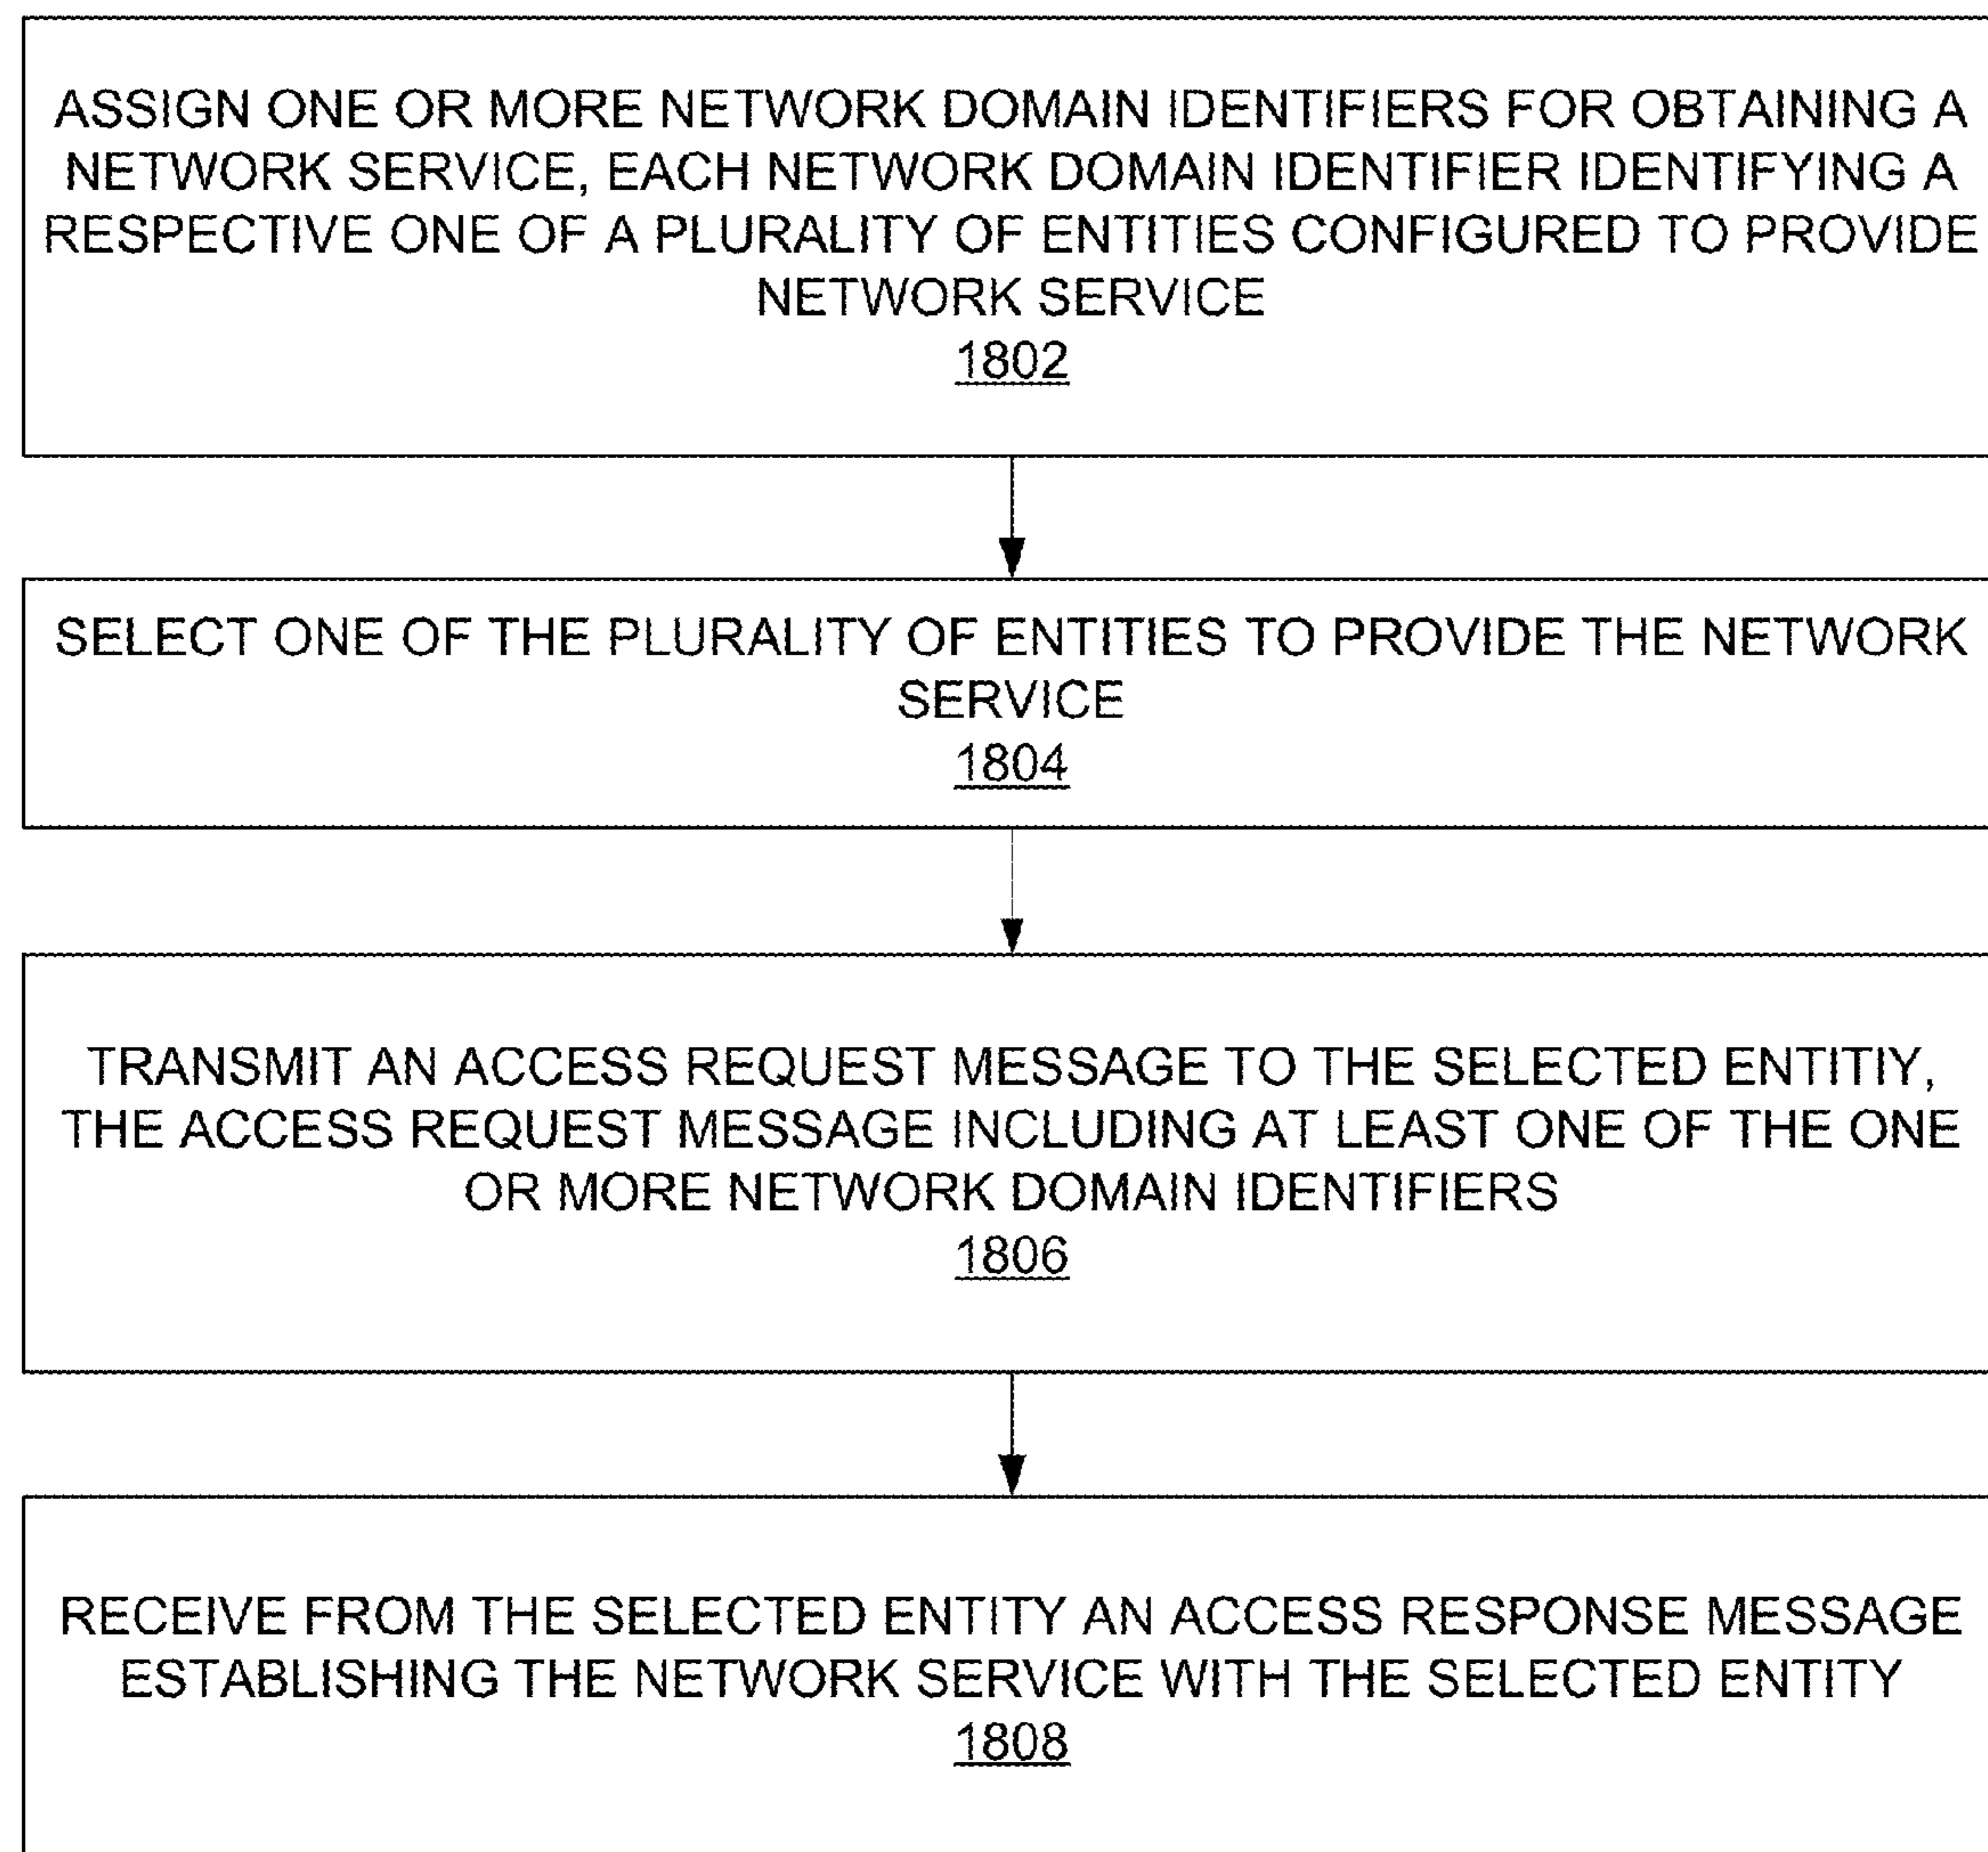 ASSIGN ONE OR MORE NETWORK DOMAIN IDENTIFIERS FOR OBTAINING A
NETWORK SERVICE, EACH NETWORK DOMAIN IDENTIFIER IDENTIFYING A
RESPECTIVE ONE OF A PLURALITY OF ENTITIES CONFIGURED TO PROVIDE
NETWORK SERVICE
1802
SELECT ONE OF THE PLURALITY OF ENTITIES TO PROVIDE THE NETWORK
SERVICE
1804
TRANSMIT AN ACCESS REQUEST MESSAGE TO THE SELECTED ENTITIY,
THE ACCESS REQUEST MESSAGE INCLUDING AT LEAST ONE OF THE ONE
OR MORE NETWORK DOMAIN IDENTIFIERS
1806
RECEIVE FROM THE SELECTED ENTITY AN ACCESS RESPONSE MESSAGE
ESTABLISHING THE NETWORK SERVICE WITH THE SELECTED ENTITY
1808